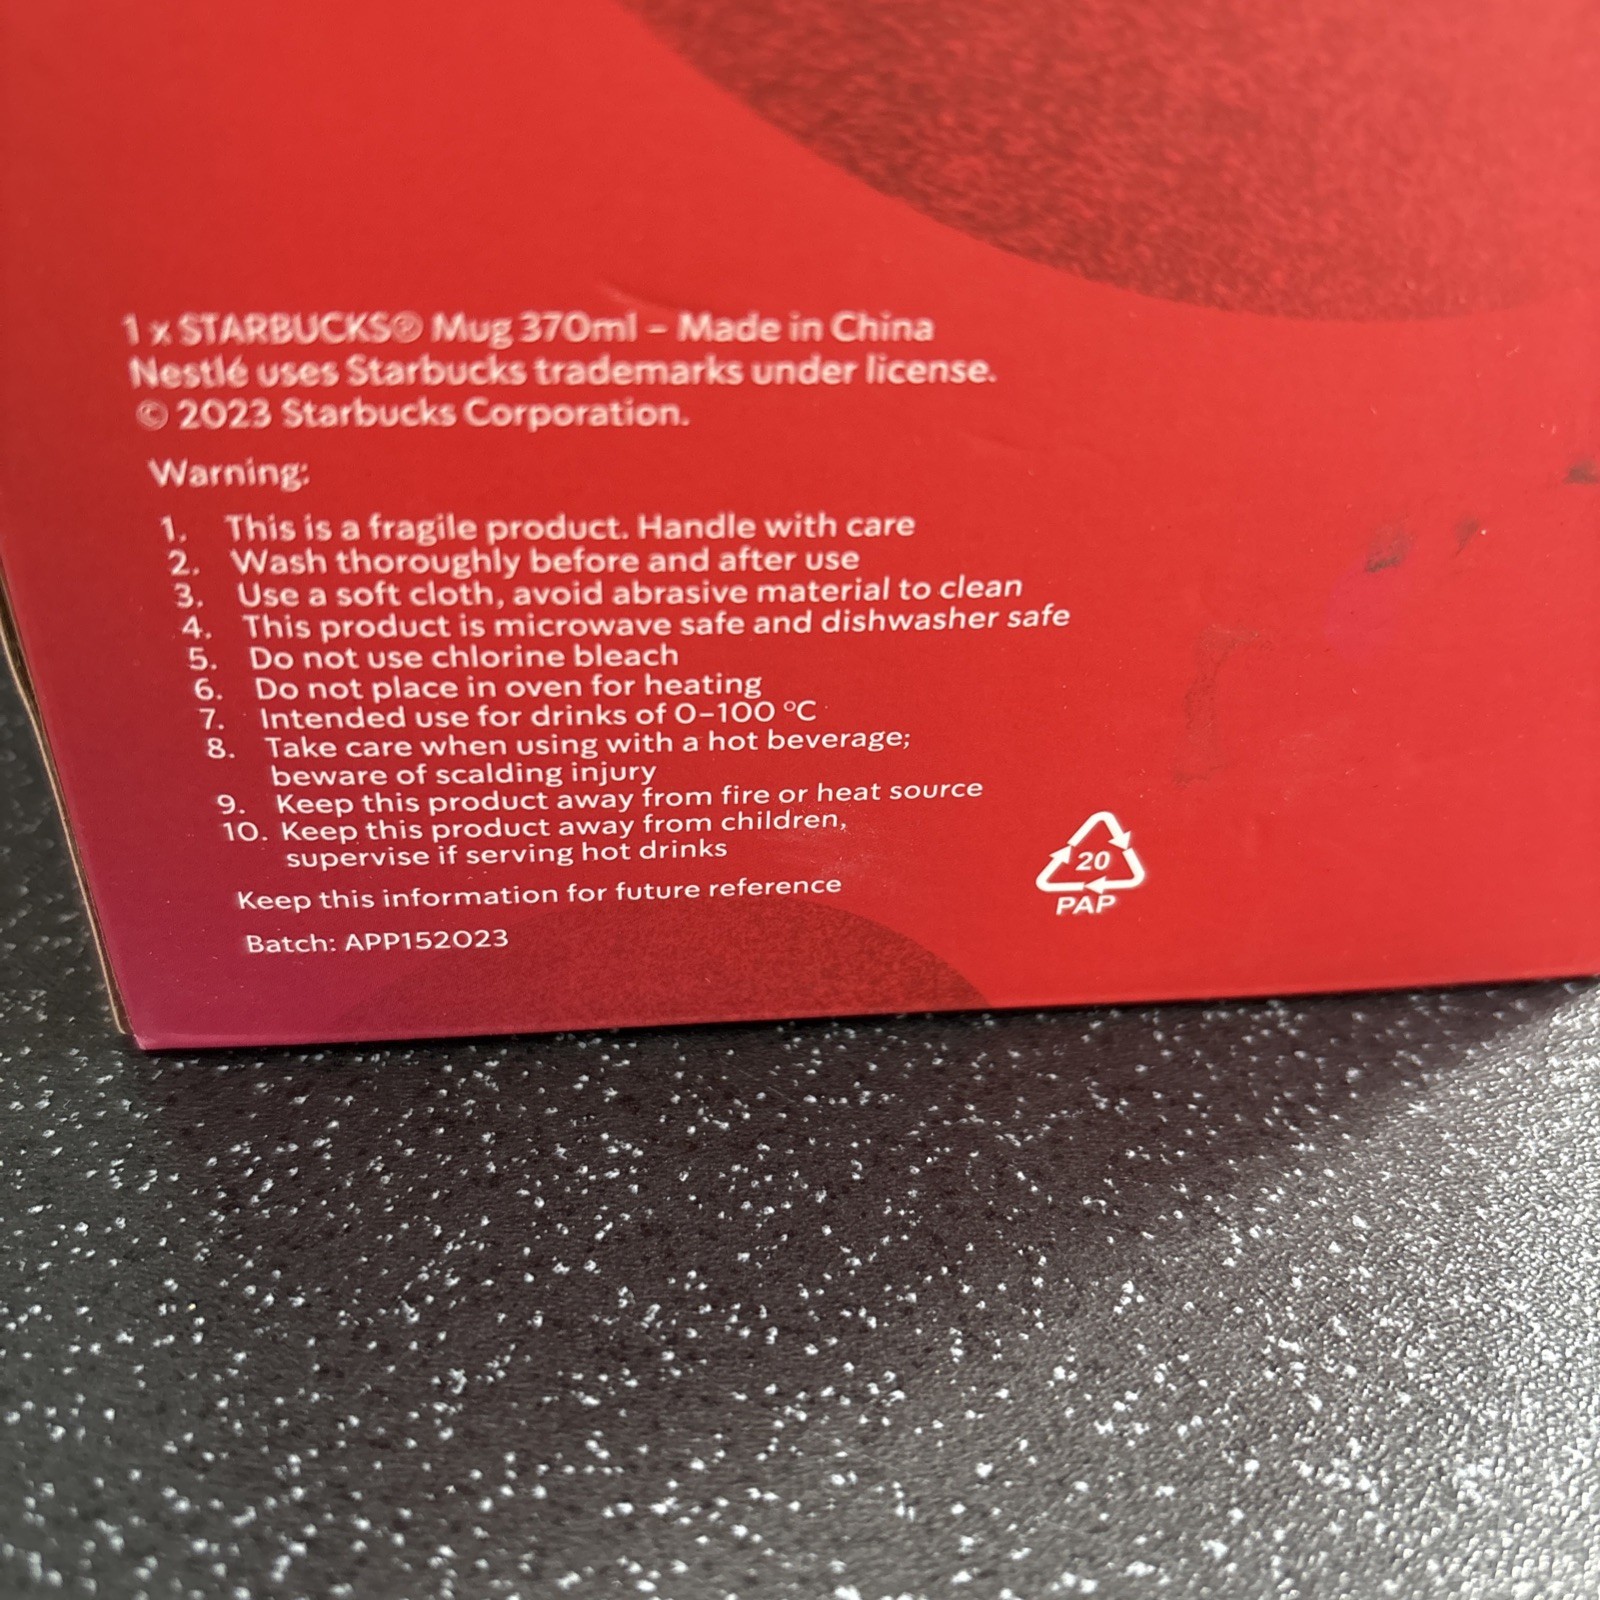 1 x STARBUCKS® Mug 370ml – Made in China
Nestlé uses Starbucks trademarks under license.
© 2023 Starbucks Corporation.
Warning:
1. This is a fragile product. Handle with care
2. Wash thoroughly before and after use
3. Use a soft cloth, avoid abrasive material to clean
4. This product is microwave safe and dishwasher safe
5. Do not use chlorine bleach
6. Do not place in oven for heating
7. Intended use for drinks of 0–100 °C
8. Take care when using with a hot beverage;
beware of scalding injury
9. Keep this product away from fire or heat source
10. Keep this product away from children,
supervise if serving hot drinks
20
PAP
Keep this information for future reference
Batch: APP152023